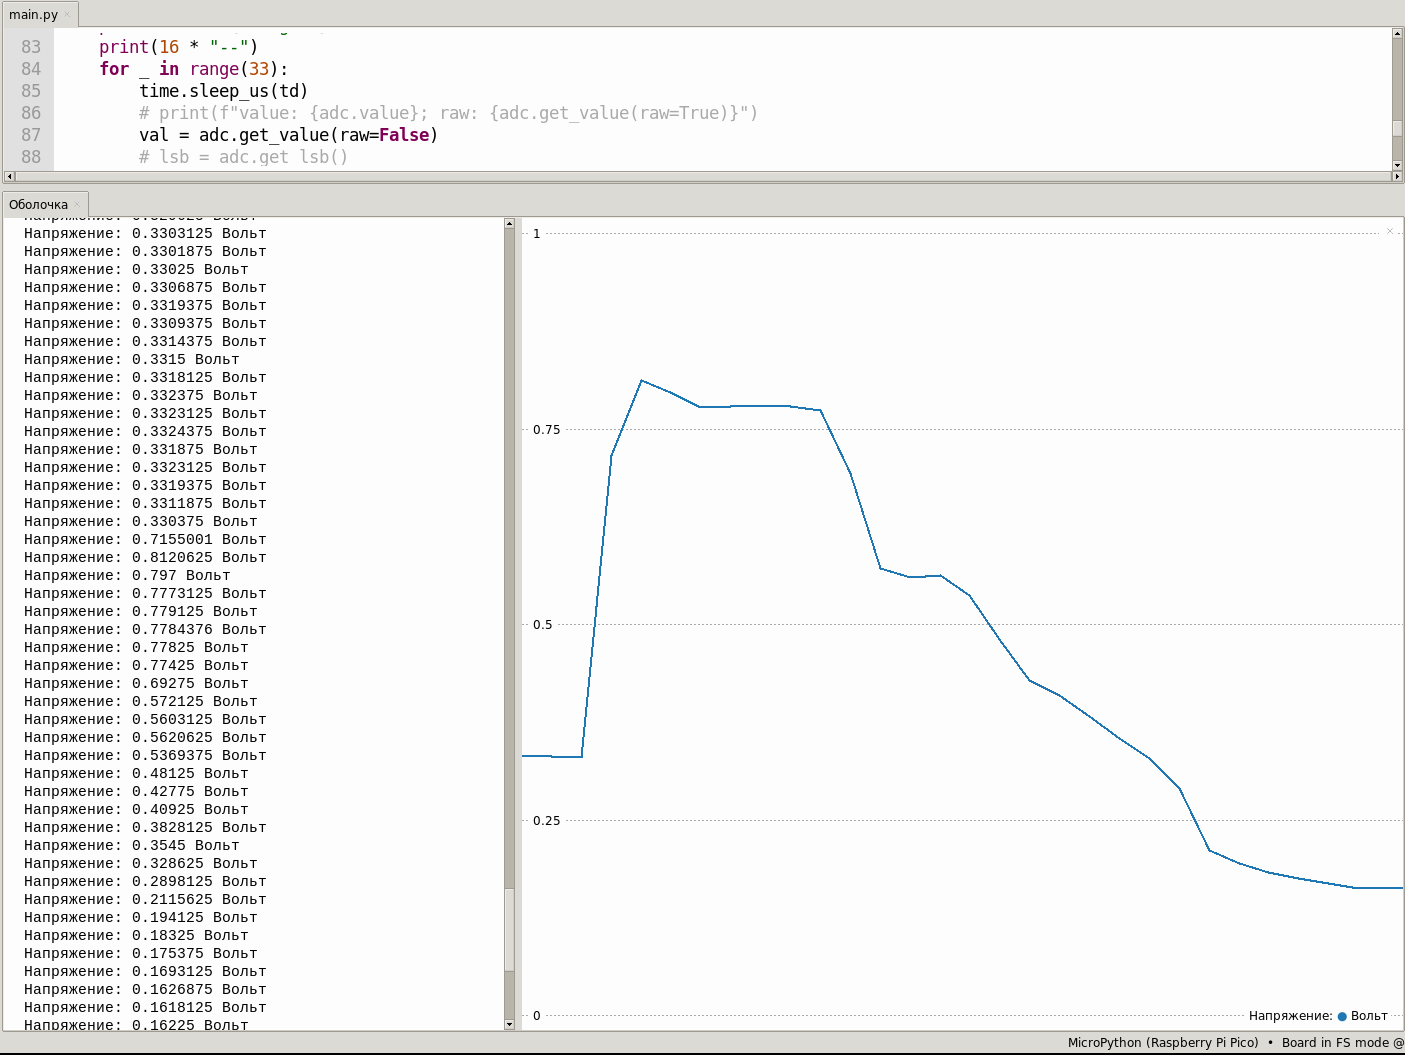 main.py
83 print(16 * "--")
84 for _ in range(33):
85 time.sleep_us(td)
86 # print(f"value: {adc.value}; raw: {adc.get_value(raw=True)}")
87 val = adc.get_value(raw=False)
88 # lsb = adc.get_lsb()
Оболочка
Напряжение: 0.3303125 Вольт
Напряжение: 0.3301875 Вольт
Напряжение: 0.33025 Вольт
Напряжение: 0.3306875 Вольт
Напряжение: 0.3319375 Вольт
Напряжение: 0.3309375 Вольт
Напряжение: 0.3314375 Вольт
Напряжение: 0.3315 Вольт
Напряжение: 0.3318125 Вольт
Напряжение: 0.332375 Вольт
Напряжение: 0.3323125 Вольт
Напряжение: 0.3324375 Вольт
Напряжение: 0.331875 Вольт
Напряжение: 0.3323125 Вольт
Напряжение: 0.3319375 Вольт
Напряжение: 0.3311875 Вольт
Напряжение: 0.330375 Вольт
Напряжение: 0.7155001 Вольт
Напряжение: 0.8120625 Вольт
Напряжение: 0.797 Вольт
Напряжение: 0.7773125 Вольт
Напряжение: 0.779125 Вольт
Напряжение: 0.7784376 Вольт
Напряжение: 0.77825 Вольт
Напряжение: 0.77425 Вольт
Напряжение: 0.69275 Вольт
Напряжение: 0.572125 Вольт
Напряжение: 0.5603125 Вольт
Напряжение: 0.5620625 Вольт
Напряжение: 0.5369375 Вольт
Напряжение: 0.48125 Вольт
Напряжение: 0.42775 Вольт
Напряжение: 0.40925 Вольт
Напряжение: 0.3828125 Вольт
Напряжение: 0.3545 Вольт
Напряжение: 0.328625 Вольт
Напряжение: 0.2898125 Вольт
Напряжение: 0.2115625 Вольт
Напряжение: 0.194125 Вольт
Напряжение: 0.18325 Вольт
Напряжение: 0.175375 Вольт
Напряжение: 0.1693125 Вольт
Напряжение: 0.1626875 Вольт
Напряжение: 0.1618125 Вольт
Напряжение: 0.16225 Вольт
1
0.75
0.5
0.25
0
Напряжение: Вольт
MicroPython (Raspberry Pi Pico) • Board in FS mode @